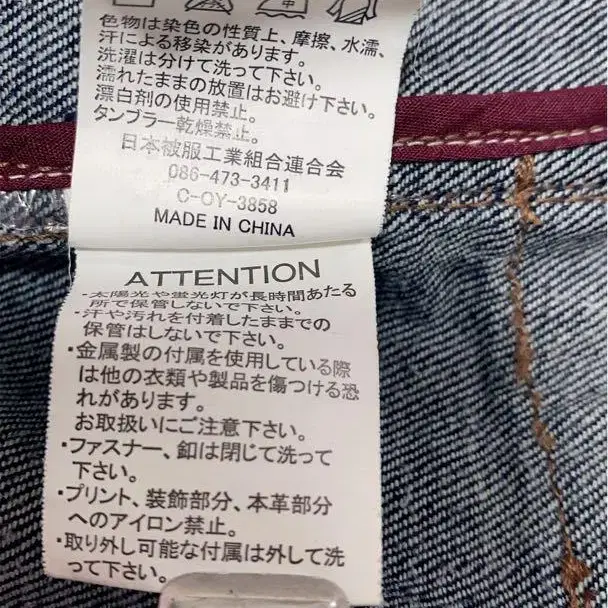 色物は染色の性質上、摩擦、水濡、
汗による移染があります。
洗濯は分けて洗って下さい。
濡れたままの放置はお避け下さい。
漂白剤の使用禁止。
タンブラー乾燥禁止。
日本被服工業組合連合会
086-473-3411
C-OY-3858
MADE IN CHINA
ATTENTION
・太陽光や蛍光灯が長時間あたる
所で保管しないで下さい。
・汗や汚れを付着したままでの
保管はしないで下さい。
・金属製の付属を使用している際
は他の衣類や製品を傷つける恐
れがあります。
お取扱いにご注意下さい。
・ファスナー、釦は閉じて洗って
下さい。
・プリント、装飾部分、本革部分
へのアイロン禁止。
・取り外し可能な付属は外して洗
って下さい。